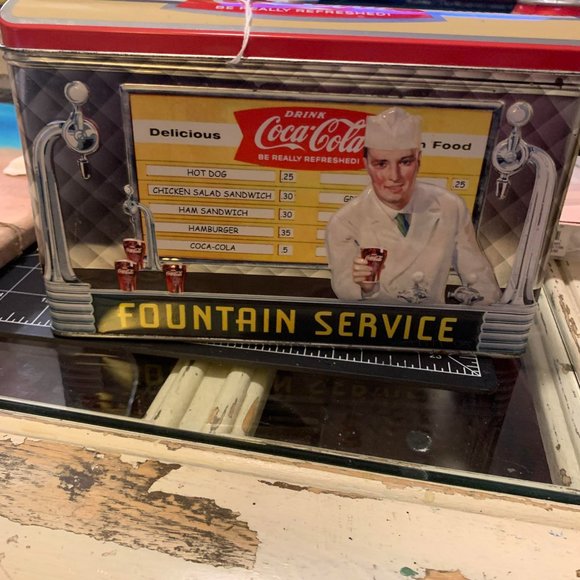 BE REALLY REFRESHED!
DRINK
Delicious Coca-Cola Food
BE REALLY REFRESHED!
HOT DOG .25 .25
CHICKEN SALAD SANDWICH .30
HAM SANDWICH .30
HAMBURGER .35
COCA-COLA .5
FOUNTAIN SERVICE